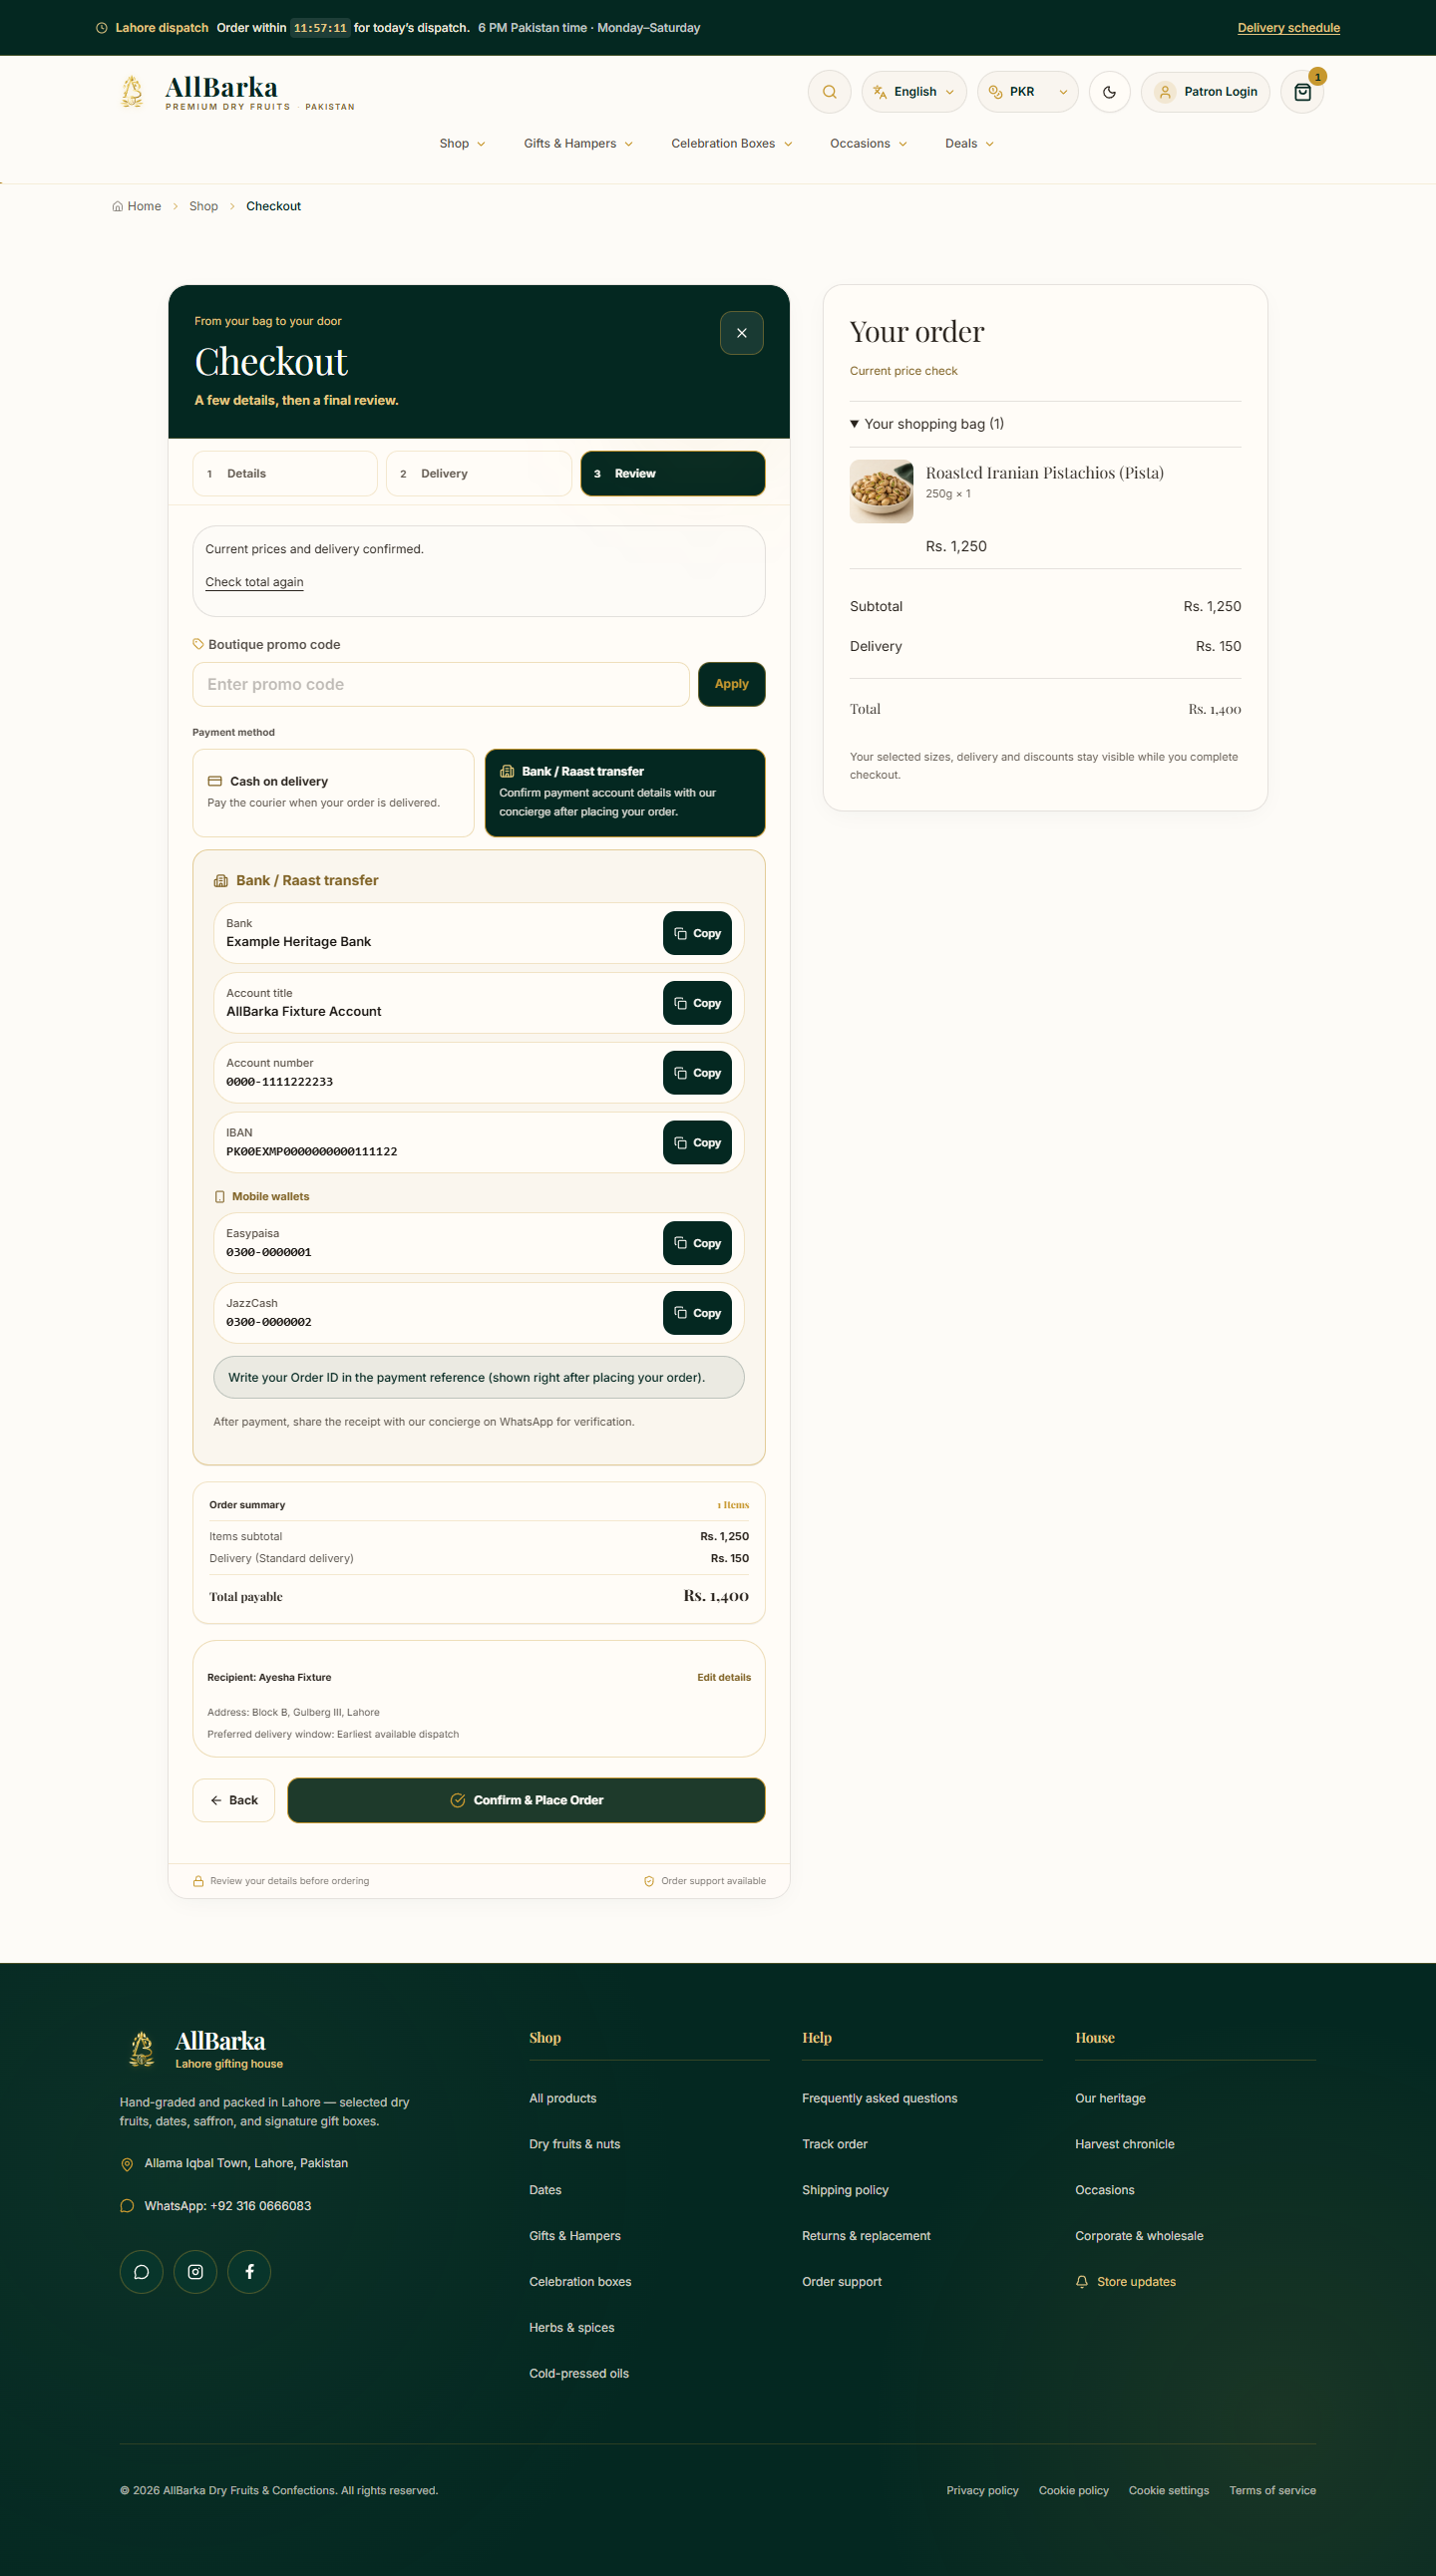 Lahore dispatch Order within 11:57:11 for today's dispatch. 6 PM Pakistan time · Monday–Saturday
Delivery schedule
AllBarka
PREMIUM DRY FRUITS · PAKISTAN
English
PKR
Patron Login
1
Shop
Gifts & Hampers
Celebration Boxes
Occasions
Deals
Home
Shop
Checkout
From your bag to your door
Checkout
A few details, then a final review.
1 Details
2 Delivery
3 Review
Current prices and delivery confirmed.
Check total again
Boutique promo code
Enter promo code
Apply
Payment method
Cash on delivery
Pay the courier when your order is delivered.
Bank / Raast transfer
Confirm payment account details with our
concierge after placing your order.
Bank / Raast transfer
Bank
Example Heritage Bank
Copy
Account title
AllBarka Fixture Account
Copy
Account number
0000-1111222233
Copy
IBAN
PK00EXMP0000000000111122
Copy
Mobile wallets
Easypaisa
0300-0000001
Copy
JazzCash
0300-0000002
Copy
Write your Order ID in the payment reference (shown right after placing your order).
After payment, share the receipt with our concierge on WhatsApp for verification.
Order summary
1 Items
Items subtotal
Rs. 1,250
Delivery (Standard delivery)
Rs. 150
Total payable
Rs. 1,400
Recipient: Ayesha Fixture
Edit details
Address: Block B, Gulberg III, Lahore
Preferred delivery window: Earliest available dispatch
Back
Confirm & Place Order
Review your details before ordering
Order support available
Your order
Current price check
Your shopping bag (1)
Roasted Iranian Pistachios (Pista)
250g × 1
Rs. 1,250
Subtotal
Rs. 1,250
Delivery
Rs. 150
Total
Rs. 1,400
Your selected sizes, delivery and discounts stay visible while you complete
checkout.
AllBarka
Lahore gifting house
Hand-graded and packed in Lahore — selected dry
fruits, dates, saffron, and signature gift boxes.
Allama Iqbal Town, Lahore, Pakistan
WhatsApp: +92 316 0666083
Shop
All products
Dry fruits & nuts
Dates
Gifts & Hampers
Celebration boxes
Herbs & spices
Cold-pressed oils
Help
Frequently asked questions
Track order
Shipping policy
Returns & replacement
Order support
House
Our heritage
Harvest chronicle
Occasions
Corporate & wholesale
Store updates
© 2026 AllBarka Dry Fruits & Confections. All rights reserved.
Privacy policy
Cookie policy
Cookie settings
Terms of service